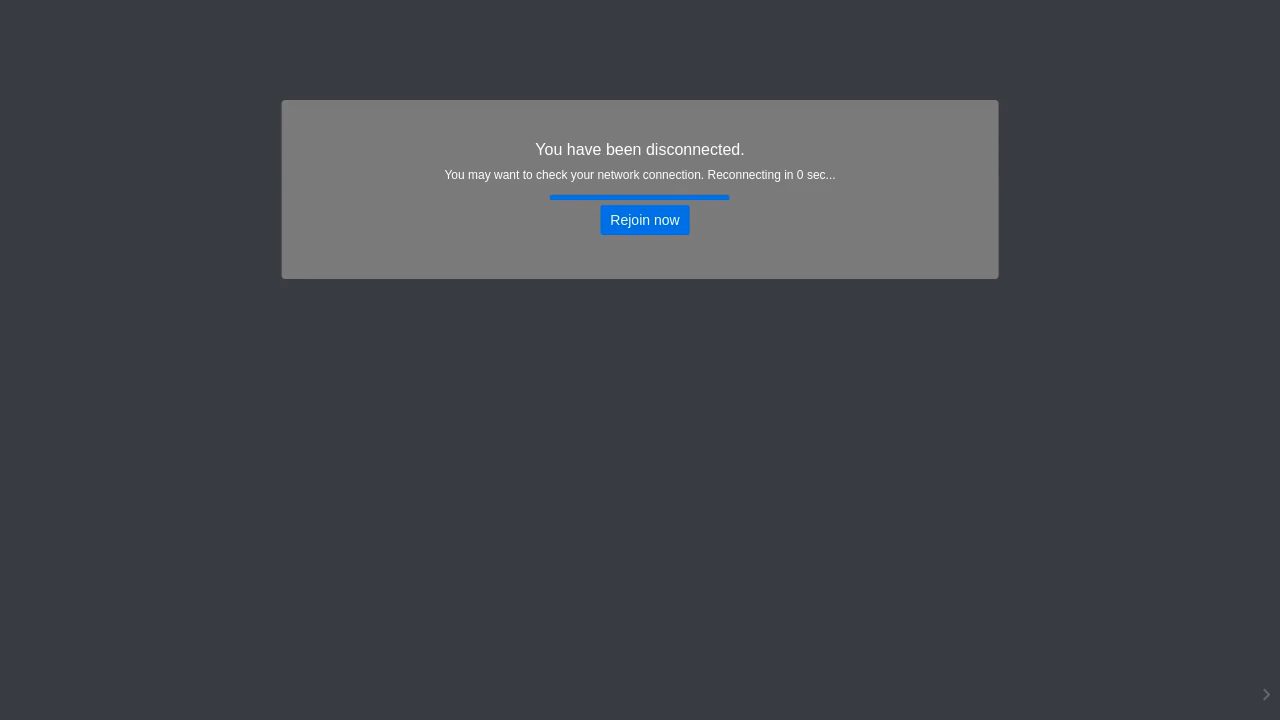 You have been disconnected.
You may want to check your network connection. Reconnecting in 0 sec...
Rejoin now